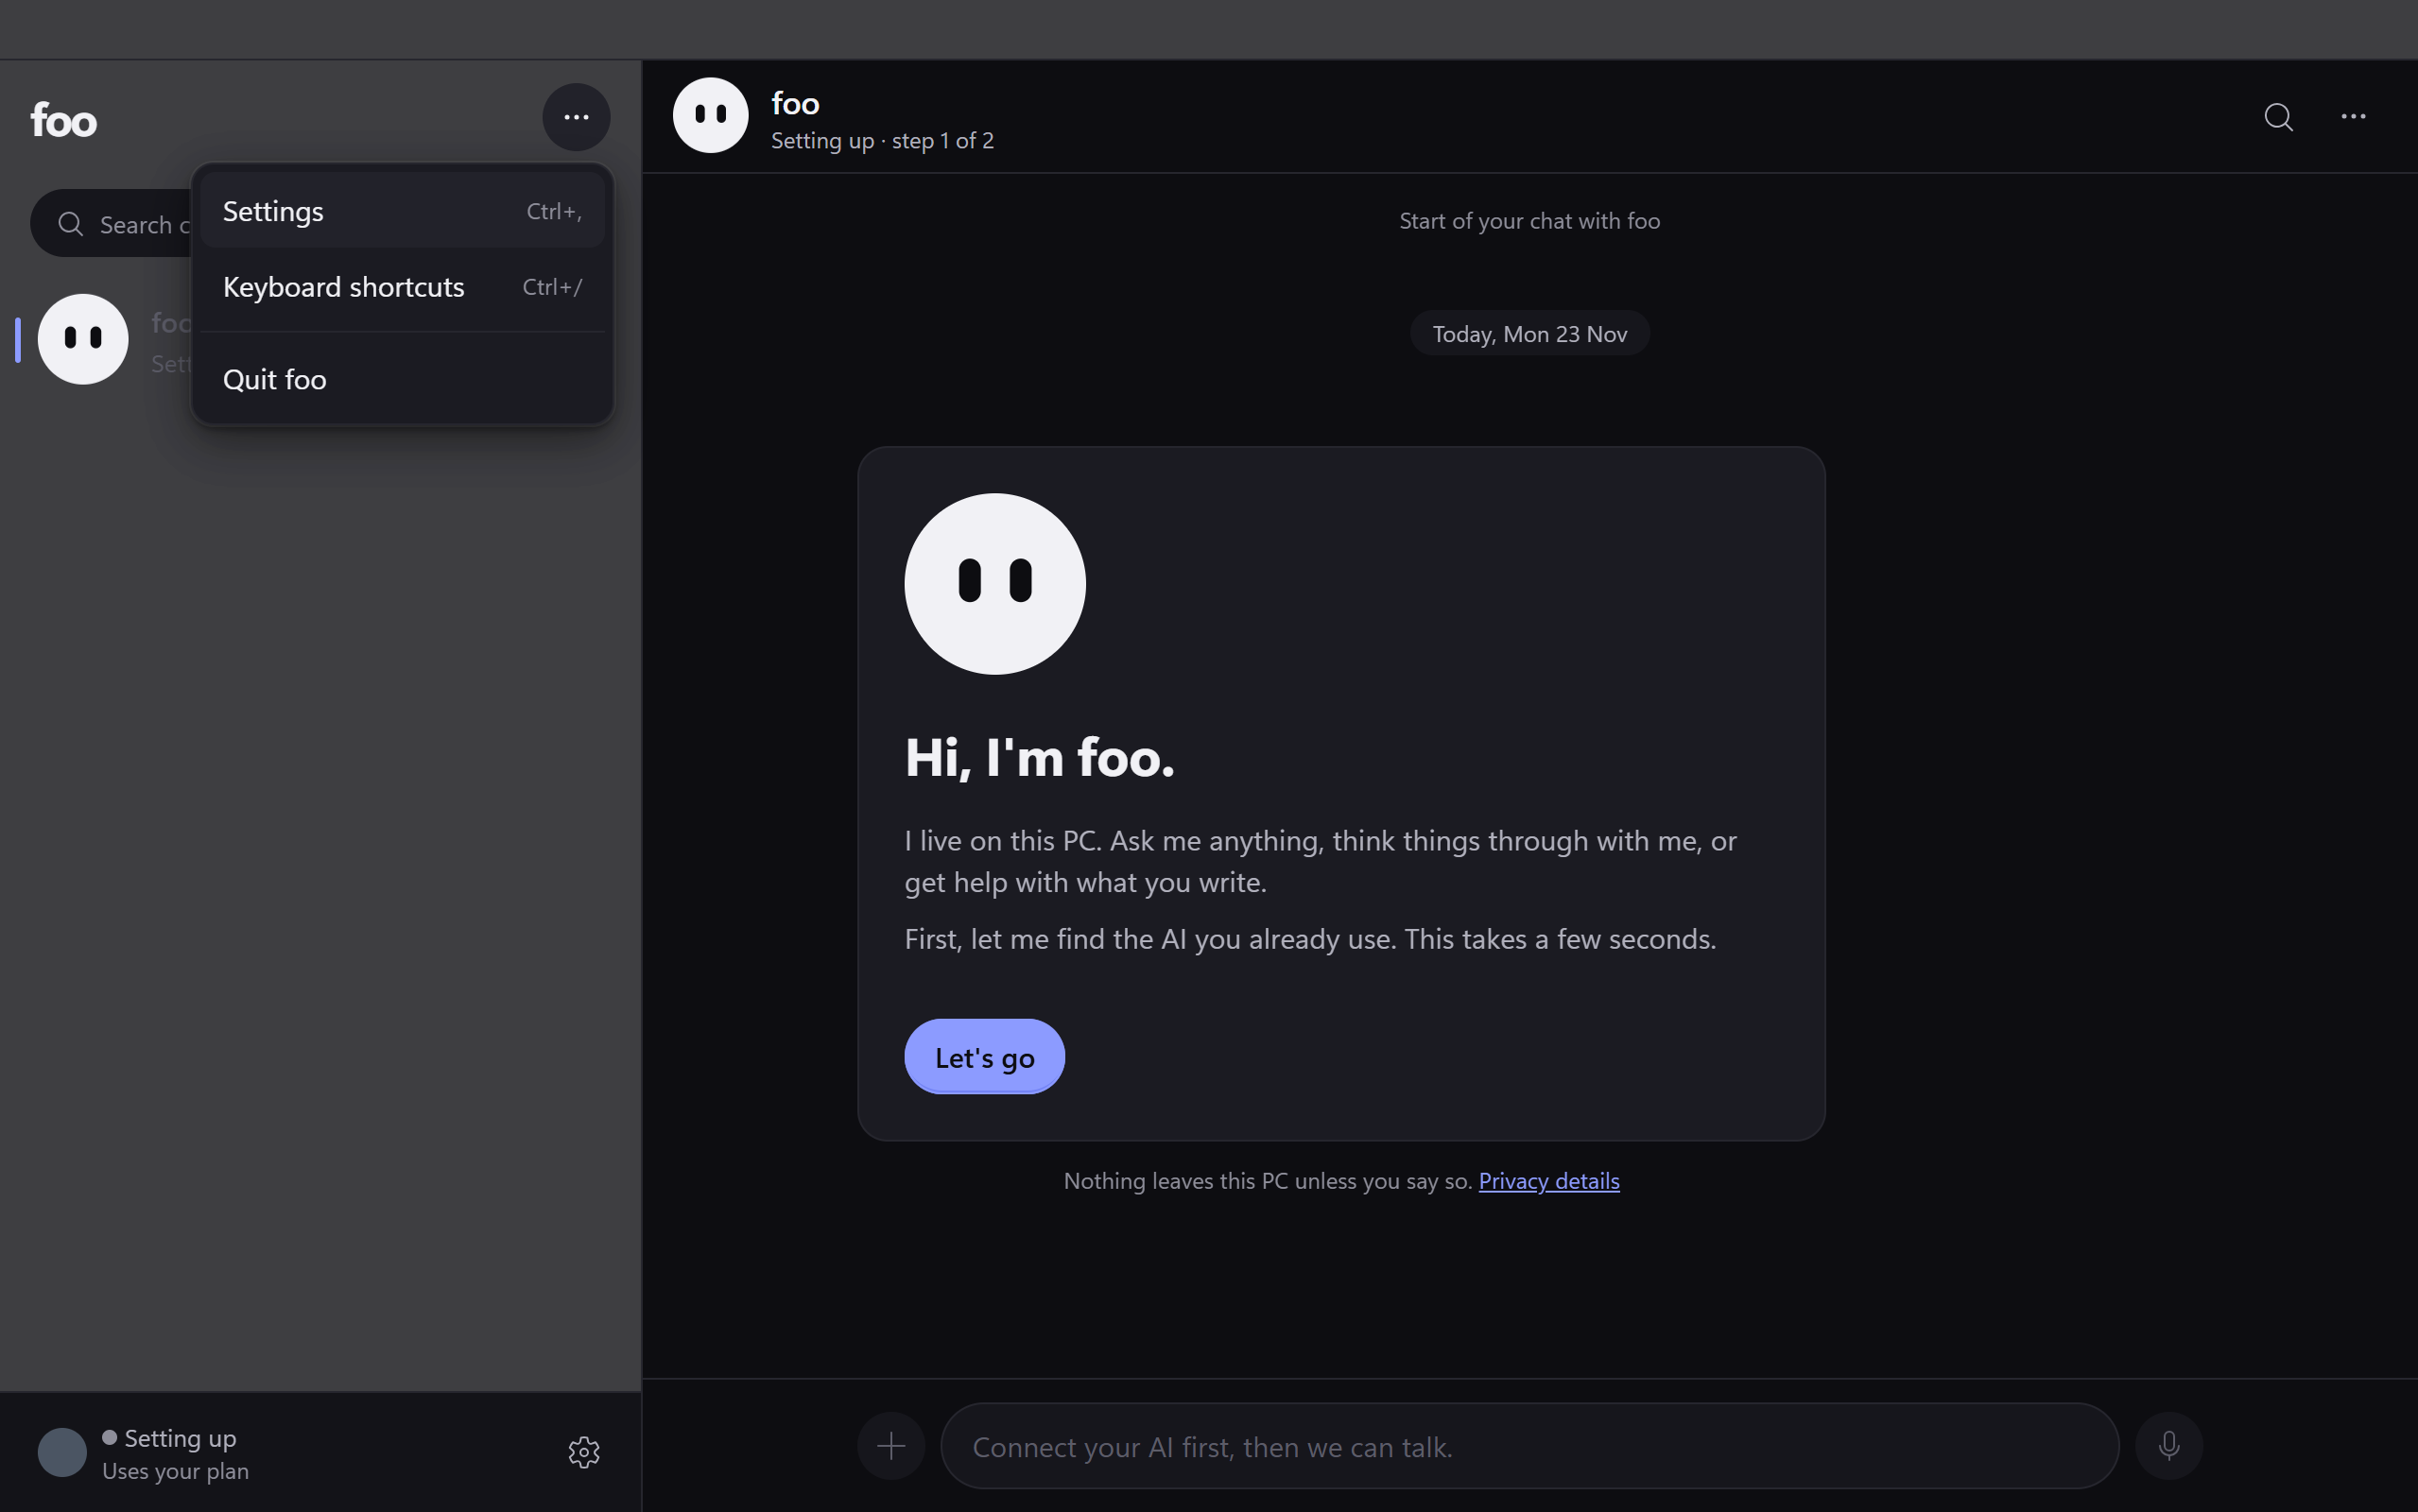 foo
Search c
Settings Ctrl+,
Keyboard shortcuts Ctrl+/
Quit foo
foo
Setting up · step 1 of 2
Start of your chat with foo
Today, Mon 23 Nov
Hi, I'm foo.
I live on this PC. Ask me anything, think things through with me, or
get help with what you write.
First, let me find the AI you already use. This takes a few seconds.
Let's go
Nothing leaves this PC unless you say so. Privacy details
Setting up
Uses your plan
Connect your AI first, then we can talk.